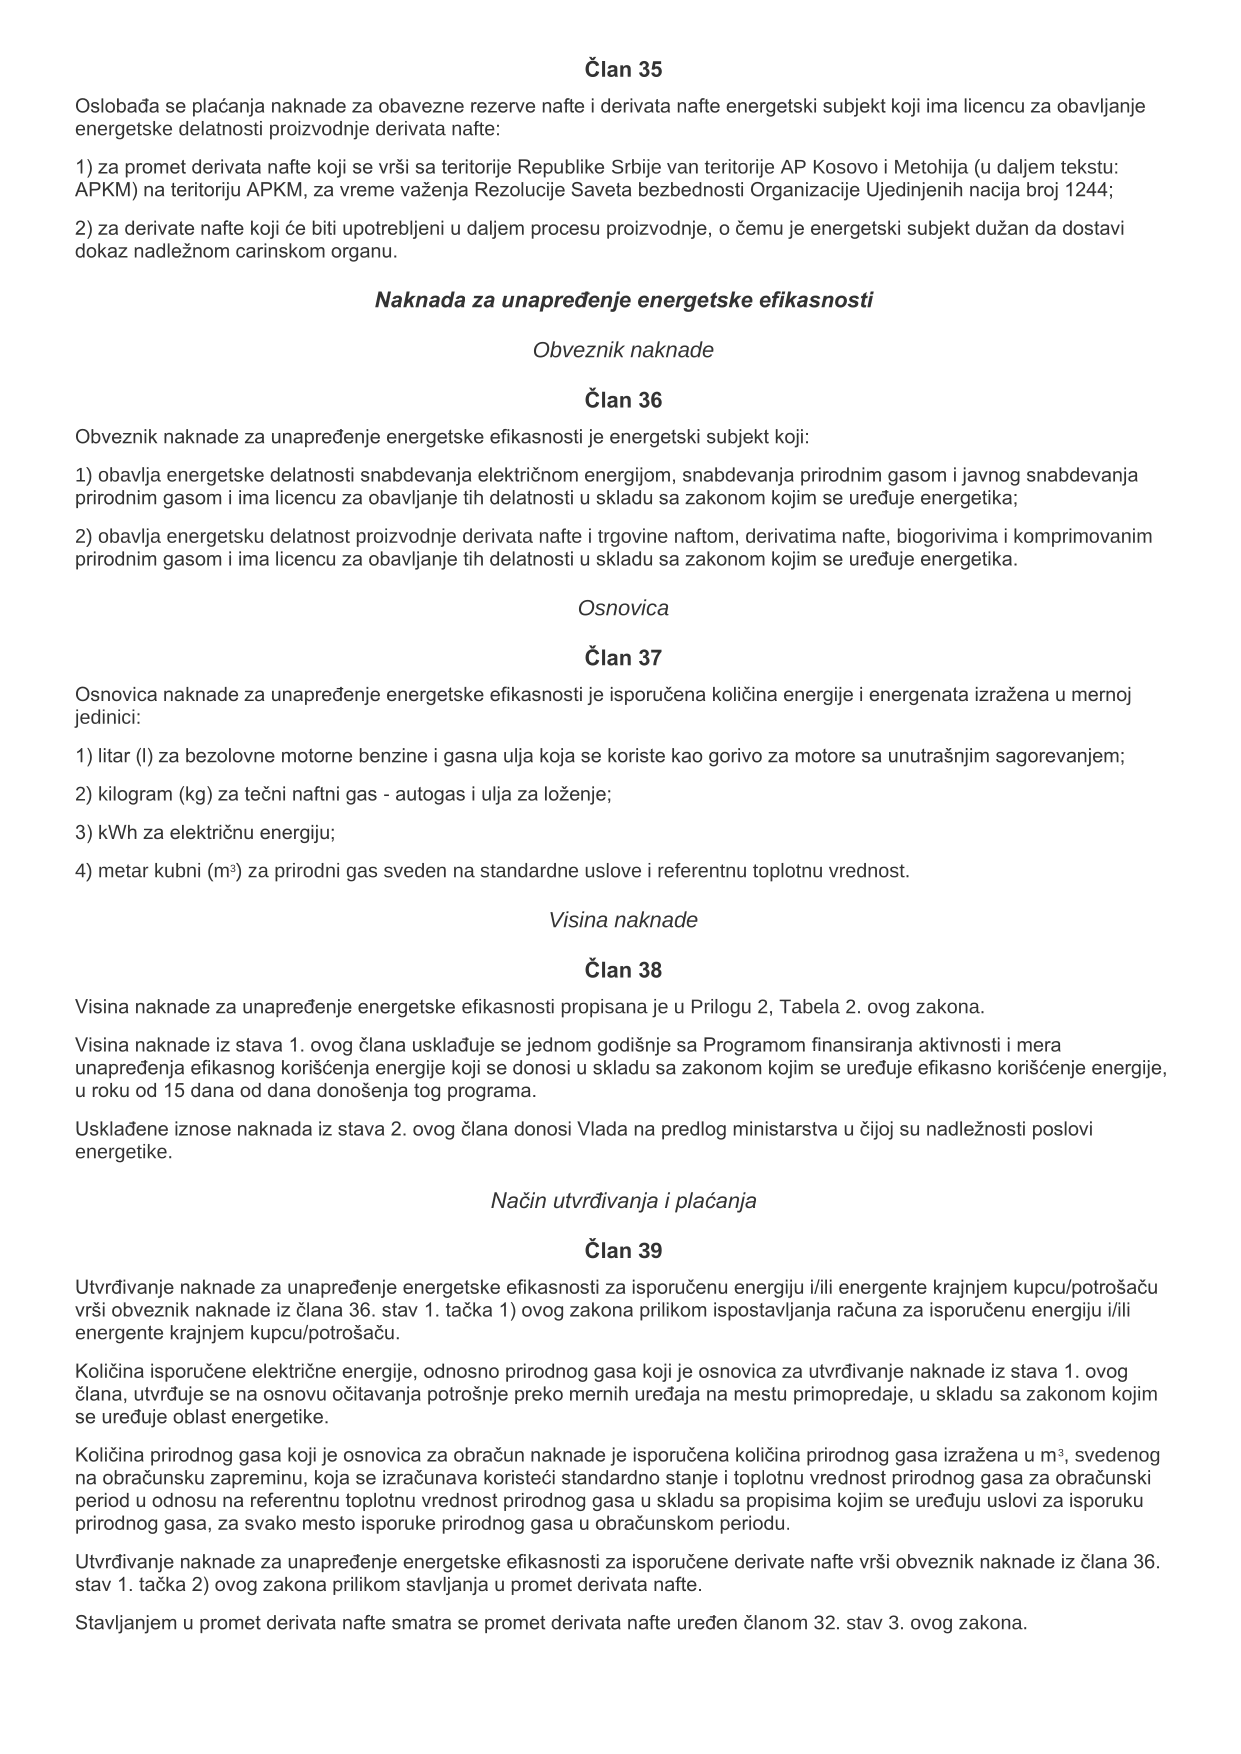 Član 35
Oslobađa se plaćanja naknade za obavezne rezerve nafte i derivata nafte energetski subjekt koji ima licencu za obavljanje
energetske delatnosti proizvodnje derivata nafte:
1) za promet derivata nafte koji se vrši sa teritorije Republike Srbije van teritorije AP Kosovo i Metohija (u daljem tekstu:
APKM) na teritoriju APKM, za vreme važenja Rezolucije Saveta bezbednosti Organizacije Ujedinjenih nacija broj 1244;
2) za derivate nafte koji će biti upotrebljeni u daljem procesu proizvodnje, o čemu je energetski subjekt dužan da dostavi
dokaz nadležnom carinskom organu.
Naknada za unapređenje energetske efikasnosti
Obveznik naknade
Član 36
Obveznik naknade za unapređenje energetske efikasnosti je energetski subjekt koji:
1) obavlja energetske delatnosti snabdevanja električnom energijom, snabdevanja prirodnim gasom i javnog snabdevanja
prirodnim gasom i ima licencu za obavljanje tih delatnosti u skladu sa zakonom kojim se uređuje energetika;
2) obavlja energetsku delatnost proizvodnje derivata nafte i trgovine naftom, derivatima nafte, biogorivima i komprimovanim
prirodnim gasom i ima licencu za obavljanje tih delatnosti u skladu sa zakonom kojim se uređuje energetika.
Osnovica
Član 37
Osnovica naknade za unapređenje energetske efikasnosti je isporučena količina energije i energenata izražena u mernoj
jedinici:
1) litar (l) za bezolovne motorne benzine i gasna ulja koja se koriste kao gorivo za motore sa unutrašnjim sagorevanjem;
2) kilogram (kg) za tečni naftni gas - autogas i ulja za loženje;
3) kWh za električnu energiju;
4) metar kubni (m³) za prirodni gas sveden na standardne uslove i referentnu toplotnu vrednost.
Visina naknade
Član 38
Visina naknade za unapređenje energetske efikasnosti propisana je u Prilogu 2, Tabela 2. ovog zakona.
Visina naknade iz stava 1. ovog člana usklađuje se jednom godišnje sa Programom finansiranja aktivnosti i mera
unapređenja efikasnog korišćenja energije koji se donosi u skladu sa zakonom kojim se uređuje efikasno korišćenje energije,
u roku od 15 dana od dana donošenja tog programa.
Usklađene iznose naknada iz stava 2. ovog člana donosi Vlada na predlog ministarstva u čijoj su nadležnosti poslovi
energetike.
Način utvrđivanja i plaćanja
Član 39
Utvrđivanje naknade za unapređenje energetske efikasnosti za isporučenu energiju i/ili energente krajnjem kupcu/potrošaču
vrši obveznik naknade iz člana 36. stav 1. tačka 1) ovog zakona prilikom ispostavljanja računa za isporučenu energiju i/ili
energente krajnjem kupcu/potrošaču.
Količina isporučene električne energije, odnosno prirodnog gasa koji je osnovica za utvrđivanje naknade iz stava 1. ovog
člana, utvrđuje se na osnovu očitavanja potrošnje preko mernih uređaja na mestu primopredaje, u skladu sa zakonom kojim
se uređuje oblast energetike.
Količina prirodnog gasa koji je osnovica za obračun naknade je isporučena količina prirodnog gasa izražena u m³, svedenog
na obračunsku zapreminu, koja se izračunava koristeći standardno stanje i toplotnu vrednost prirodnog gasa za obračunski
period u odnosu na referentnu toplotnu vrednost prirodnog gasa u skladu sa propisima kojim se uređuju uslovi za isporuku
prirodnog gasa, za svako mesto isporuke prirodnog gasa u obračunskom periodu.
Utvrđivanje naknade za unapređenje energetske efikasnosti za isporučene derivate nafte vrši obveznik naknade iz člana 36.
stav 1. tačka 2) ovog zakona prilikom stavljanja u promet derivata nafte.
Stavljanjem u promet derivata nafte smatra se promet derivata nafte uređen članom 32. stav 3. ovog zakona.